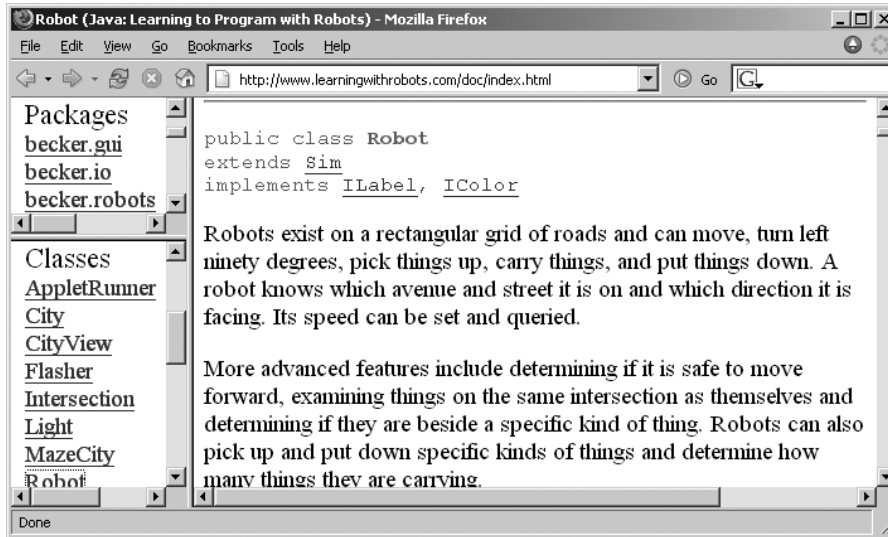 Robot (Java: Learning to Program with Robots) - Mozilla Firefox
File Edit View Go Bookmarks Tools Help
http://www.learningwithrobots.com/doc/index.html Go G
Packages
becker.gui
becker.io
becker.robots
Classes
AppletRunner
City
CityView
Flasher
Intersection
Light
MazeCity
Robot
public class Robot
extends Sim
implements ILabel, IColor
Robots exist on a rectangular grid of roads and can move, turn left
ninety degrees, pick things up, carry things, and put things down. A
robot knows which avenue and street it is on and which direction it is
facing. Its speed can be set and queried.
More advanced features include determining if it is safe to move
forward, examining things on the same intersection as themselves and
determining if they are beside a specific kind of thing. Robots can also
pick up and put down specific kinds of things and determine how
many things they are carrying.
Done